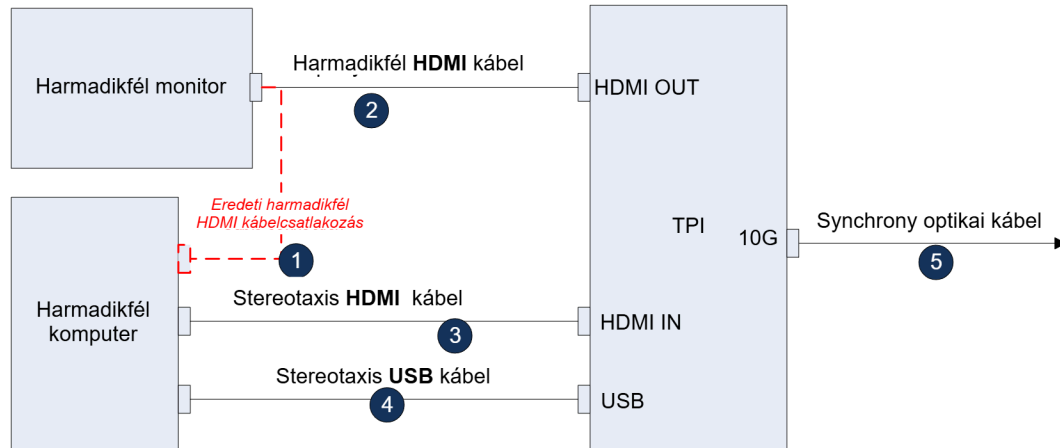 Harmadikfél monitor
Harmadikfél HDMI kábel
2
HDMI OUT
Eredeti harmadikfél
HDMI kábelcsatlakozás
1
TPI
10G
Synchrony optikai kábel
5
Harmadikfél
komputer
Stereotaxis HDMI kábel
3
HDMI IN
Stereotaxis USB kábel
4
USB